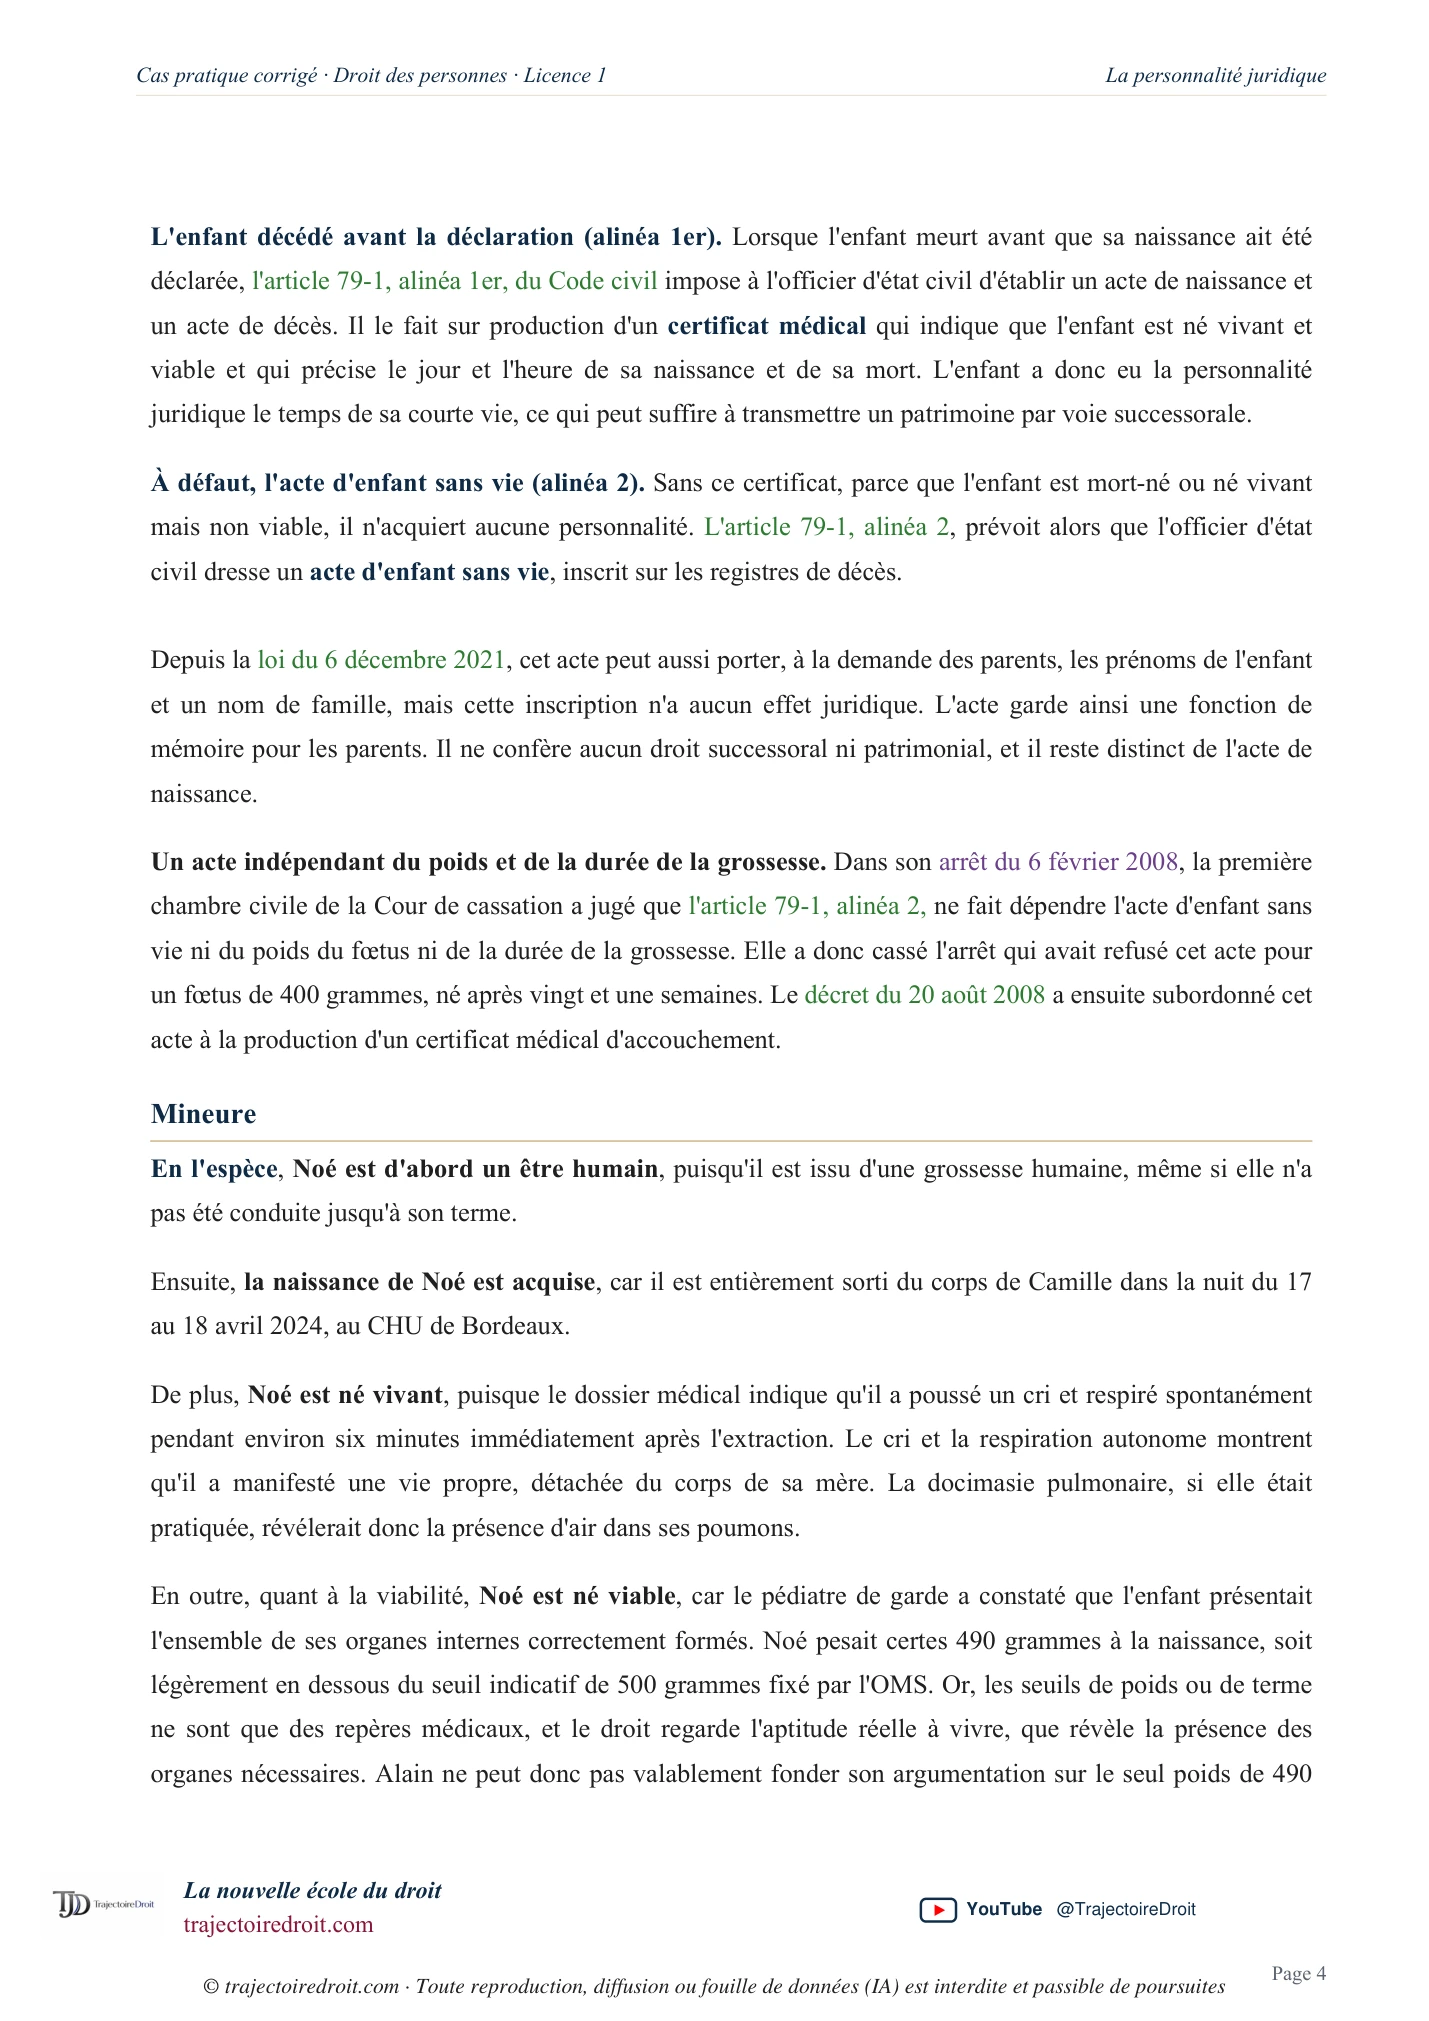 Cas pratique corrigé · Droit des personnes · Licence 1
La personnalité juridique
L'enfant décédé avant la déclaration (alinéa 1er). Lorsque l'enfant meurt avant que sa naissance ait été
déclarée, l'article 79-1, alinéa 1er, du Code civil impose à l'officier d'état civil d'établir un acte de naissance et
un acte de décès. Il le fait sur production d'un certificat médical qui indique que l'enfant est né vivant et
viable et qui précise le jour et l'heure de sa naissance et de sa mort. L'enfant a donc eu la personnalité
juridique le temps de sa courte vie, ce qui peut suffire à transmettre un patrimoine par voie successorale.
À défaut, l'acte d'enfant sans vie (alinéa 2). Sans ce certificat, parce que l'enfant est mort-né ou né vivant
mais non viable, il n'acquiert aucune personnalité. L'article 79-1, alinéa 2, prévoit alors que l'officier d'état
civil dresse un acte d'enfant sans vie, inscrit sur les registres de décès.
Depuis la loi du 6 décembre 2021, cet acte peut aussi porter, à la demande des parents, les prénoms de l'enfant
et un nom de famille, mais cette inscription n'a aucun effet juridique. L'acte garde ainsi une fonction de
mémoire pour les parents. Il ne confère aucun droit successoral ni patrimonial, et il reste distinct de l'acte de
naissance.
Un acte indépendant du poids et de la durée de la grossesse. Dans son arrêt du 6 février 2008, la première
chambre civile de la Cour de cassation a jugé que l'article 79-1, alinéa 2, ne fait dépendre l'acte d'enfant sans
vie ni du poids du fœtus ni de la durée de la grossesse. Elle a donc cassé l'arrêt qui avait refusé cet acte pour
un fœtus de 400 grammes, né après vingt et une semaines. Le décret du 20 août 2008 a ensuite subordonné cet
acte à la production d'un certificat médical d'accouchement.
Mineure
En l'espèce, Noé est d'abord un être humain, puisqu'il est issu d'une grossesse humaine, même si elle n'a
pas été conduite jusqu'à son terme.
Ensuite, la naissance de Noé est acquise, car il est entièrement sorti du corps de Camille dans la nuit du 17
au 18 avril 2024, au CHU de Bordeaux.
De plus, Noé est né vivant, puisque le dossier médical indique qu'il a poussé un cri et respiré spontanément
pendant environ six minutes immédiatement après l'extraction. Le cri et la respiration autonome montrent
qu'il a manifesté une vie propre, détachée du corps de sa mère. La docimasie pulmonaire, si elle était
pratiquée, révélerait donc la présence d'air dans ses poumons.
En outre, quant à la viabilité, Noé est né viable, car le pédiatre de garde a constaté que l'enfant présentait
l'ensemble de ses organes internes correctement formés. Noé pesait certes 490 grammes à la naissance, soit
légèrement en dessous du seuil indicatif de 500 grammes fixé par l'OMS. Or, les seuils de poids ou de terme
ne sont que des repères médicaux, et le droit regarde l'aptitude réelle à vivre, que révèle la présence des
organes nécessaires. Alain ne peut donc pas valablement fonder son argumentation sur le seul poids de 490
TJD TrajectoireDroit
La nouvelle école du droit
trajectoiredroit.com
YouTube @TrajectoireDroit
© trajectoiredroit.com · Toute reproduction, diffusion ou fouille de données (IA) est interdite et passible de poursuites
Page 4